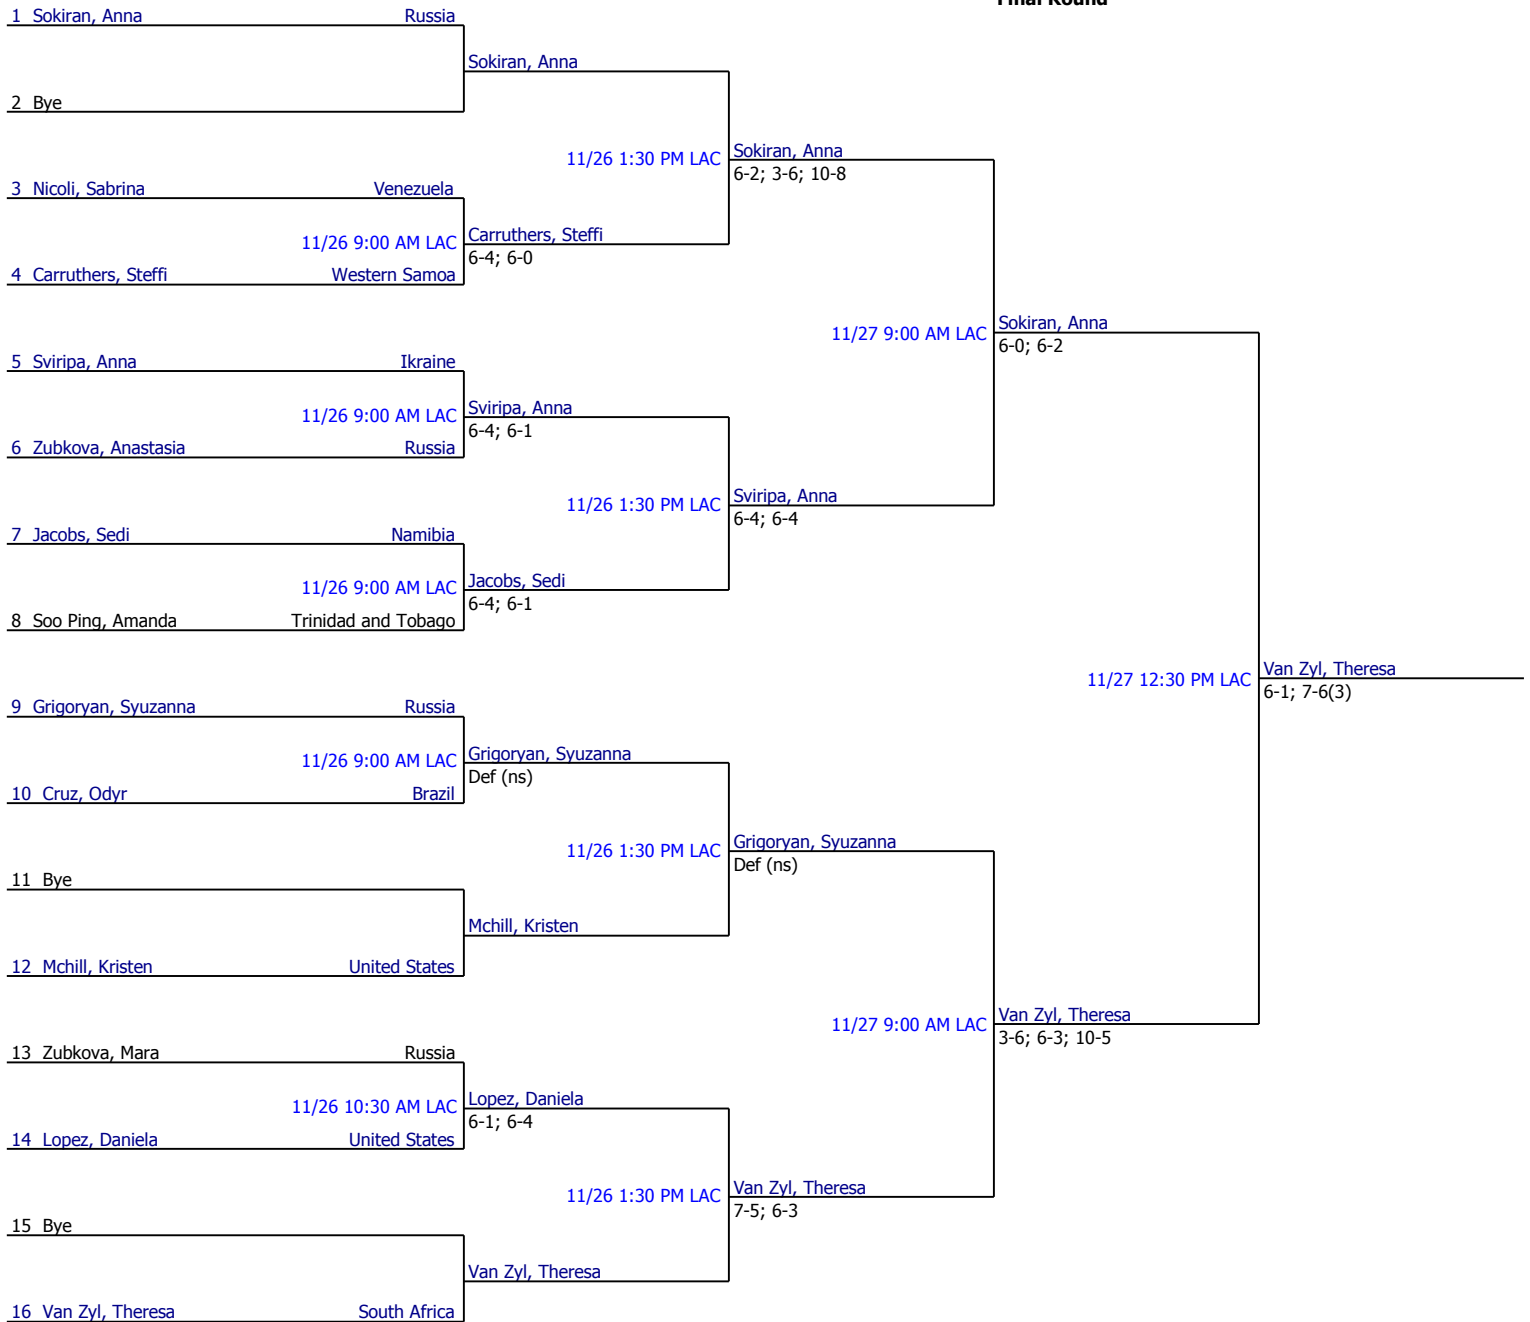 Final Round
1 Sokiran, Anna Russia
Sokiran, Anna
2 Bye
11/26 1:30 PM LAC
Sokiran, Anna
6-2; 3-6; 10-8
3 Nicoli, Sabrina Venezuela
11/26 9:00 AM LAC
Carruthers, Steffi
6-4; 6-0
4 Carruthers, Steffi Western Samoa
11/27 9:00 AM LAC
Sokiran, Anna
6-0; 6-2
5 Sviripa, Anna Ikraine
11/26 9:00 AM LAC
Sviripa, Anna
6-4; 6-1
6 Zubkova, Anastasia Russia
11/26 1:30 PM LAC
Sviripa, Anna
6-4; 6-4
7 Jacobs, Sedi Namibia
11/26 9:00 AM LAC
Jacobs, Sedi
6-4; 6-1
8 Soo Ping, Amanda Trinidad and Tobago
11/27 12:30 PM LAC
Van Zyl, Theresa
6-1; 7-6(3)
9 Grigoryan, Syuzanna Russia
11/26 9:00 AM LAC
Grigoryan, Syuzanna
Def (ns)
10 Cruz, Odyr Brazil
11/26 1:30 PM LAC
Grigoryan, Syuzanna
Def (ns)
11 Bye
Mchill, Kristen
12 Mchill, Kristen United States
11/27 9:00 AM LAC
Van Zyl, Theresa
3-6; 6-3; 10-5
13 Zubkova, Mara Russia
11/26 10:30 AM LAC
Lopez, Daniela
6-1; 6-4
14 Lopez, Daniela United States
11/26 1:30 PM LAC
Van Zyl, Theresa
7-5; 6-3
15 Bye
Van Zyl, Theresa
16 Van Zyl, Theresa South Africa